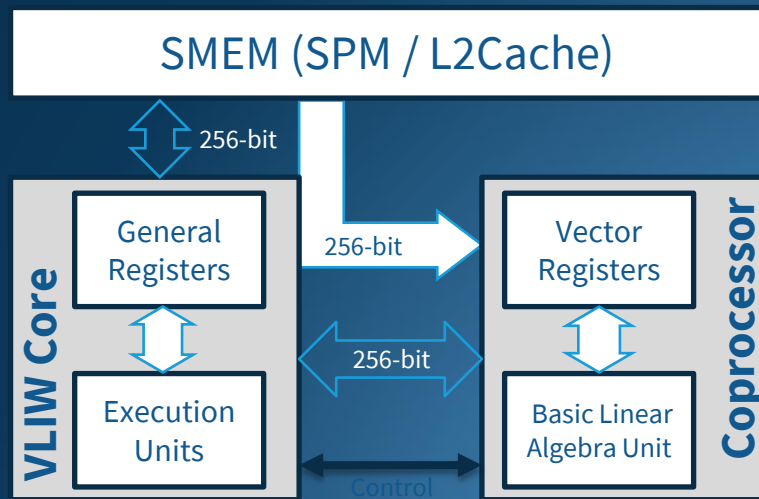 SMEM (SPM / L2Cache)
256-bit
VLIW Core
General
Registers
256-bit
Vector
Registers
Coprocessor
256-bit
Execution
Units
Basic Linear
Algebra Unit
Control